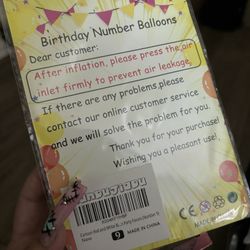 Birthday Number Balloons
Dear customer:
After inflation, please press the air
inlet firmly to prevent air leakage.
If there are any problems,please
contact our online customer service
and we will solve the problem for you.
Thank you for your purchase!
Wishing you a pleasant use!
New
9
MADE IN CHINA
CE